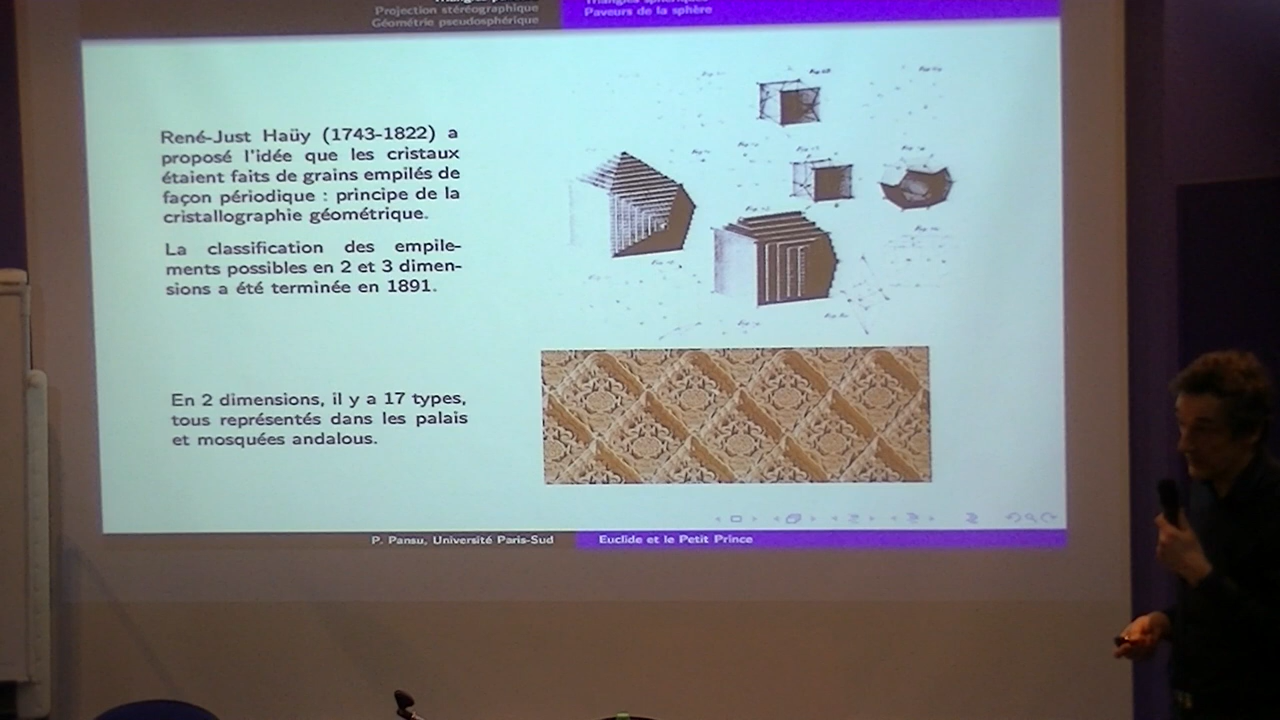 Projection stéréographique
Géométrie pseudosphérique
Triangles sphériques
Paveurs de la sphère
René-Just Haüy (1743-1822) a
proposé l'idée que les cristaux
étaient faits de grains empilés de
façon périodique : principe de la
cristallographie géométrique.
La classification des empile-
ments possibles en 2 et 3 dimen-
sions a été terminée en 1891.
En 2 dimensions, il y a 17 types,
tous représentés dans les palais
et mosquées andalous.
P. Pansu, Université Paris-Sud
Euclide et le Petit Prince